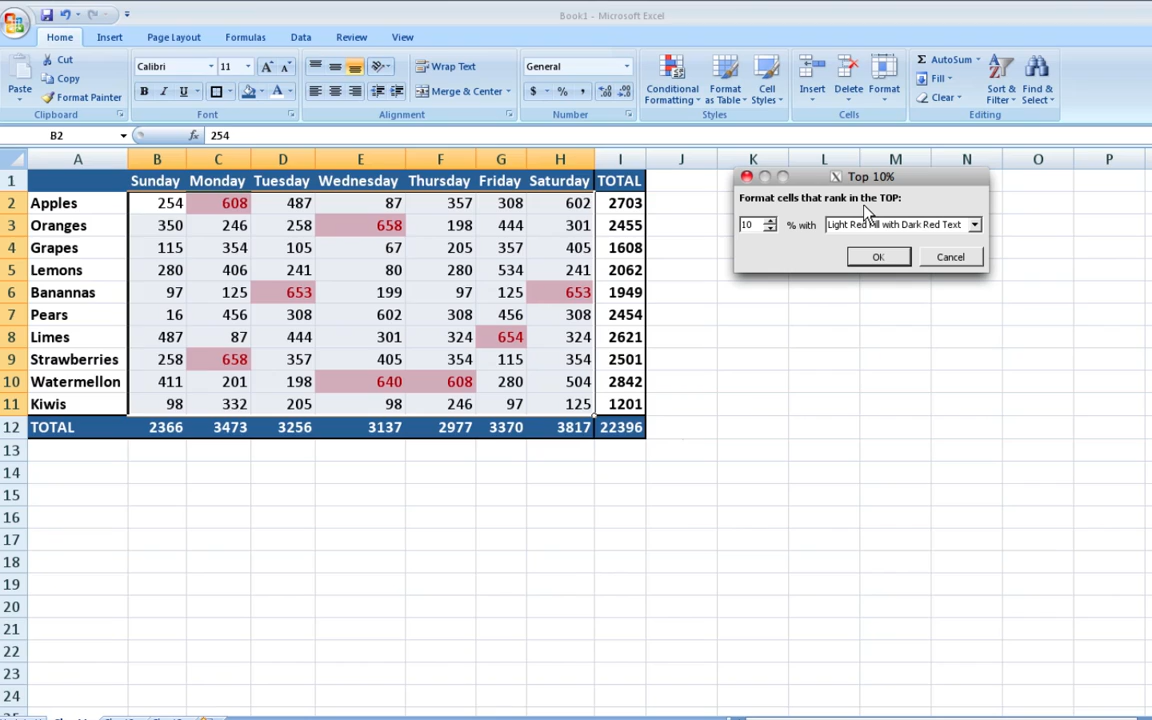 Book1 - Microsoft Excel
Home Insert Page Layout Formulas Data Review View
Paste Cut Copy Format Painter Clipboard
Calibri 11 A A B I U A Font
Wrap Text Merge & Center Alignment
General $ % , Number
Conditional Formatting Format as Table Cell Styles Styles
Insert Delete Format Cells
AutoSum Fill Clear Sort & Filter Find & Select Editing
B2 fx 254
A B C D E F G H I J K L M N O P
1 Sunday Monday Tuesday Wednesday Thursday Friday Saturday TOTAL
2 Apples 254 608 487 87 357 308 602 2703
3 Oranges 350 246 258 658 198 444 301 2455
4 Grapes 115 354 105 67 205 357 405 1608
5 Lemons 280 406 241 80 280 534 241 2062
6 Banannas 97 125 653 199 97 125 653 1949
7 Pears 16 456 308 602 308 456 308 2454
8 Limes 487 87 444 301 324 654 324 2621
9 Strawberries 258 658 357 405 354 115 354 2501
10 Watermellon 411 201 198 640 608 280 504 2842
11 Kiwis 98 332 205 98 246 97 125 1201
12 TOTAL 2366 3473 3256 3137 2977 3370 3817 22396
13
14
15
16
17
18
19
20
21
22
23
24
X Top 10%
Format cells that rank in the TOP:
10 % with Light Red Fill with Dark Red Text
OK Cancel